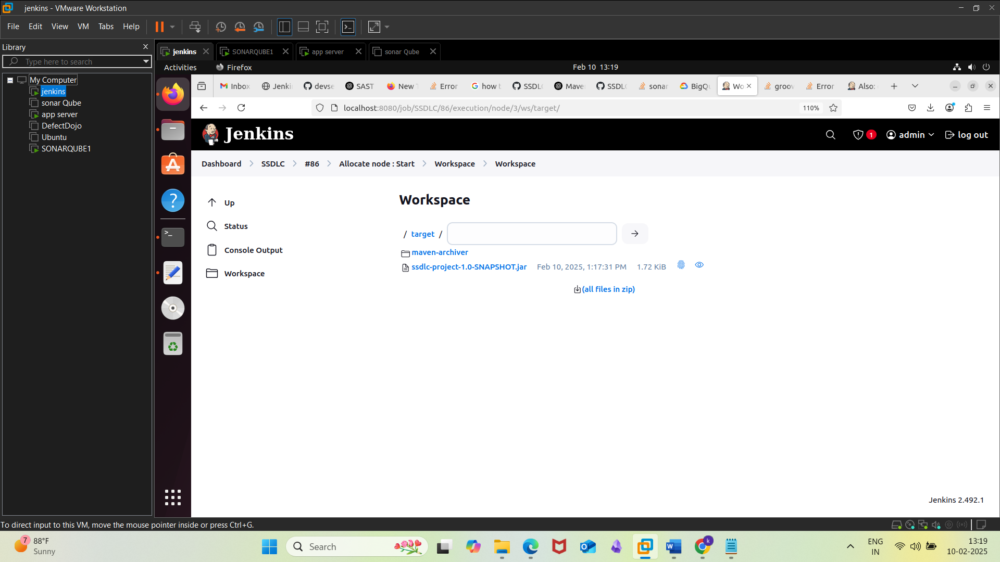 jenkins - VMware Workstation
File Edit View VM Tabs Help
Library
Type here to search
My Computer
jenkins
sonar Qube
app server
DefectDojo
Ubuntu
SONARQUBE1
jenkins
SONARQUBE1
app server
sonar Qube
Activities
Firefox
Feb 10 13:19
Inbo
Jenki
devse
SAST
New
Error
how t
SSDL
Mave
SSDL
sonar
BigQu
Wo
groov
Error
Also:
localhost:8080/job/SSDLC/86/execution/node/3/ws/target/
110%
Jenkins
1
admin
log out
Dashboard
SSDLC
#86
Allocate node : Start
Workspace
Workspace
Up
Status
Console Output
Workspace
Workspace
/ target /
maven-archiver
ssdlc-project-1.0-SNAPSHOT.jar Feb 10, 2025, 1:17:31 PM 1.72 KiB
(all files in zip)
Jenkins 2.492.1
To direct input to this VM, move the mouse pointer inside or press Ctrl+G.
7
88°F
Sunny
Search
k
ENG
IN
13:19
10-02-2025